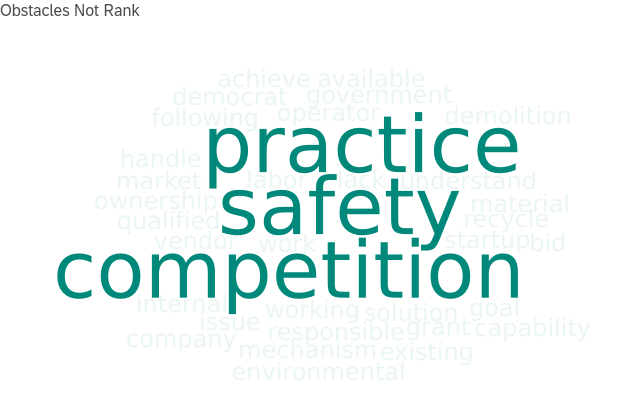 Obstacles Not Rank
achieve available
democrat government
following operator demolition
practice
handle
market labor lack understand
safety
ownership material
qualified recycle
vendor work startup bid
competition
internal working solution goal
issue responsible grant capability
company mechanism existing
environmental